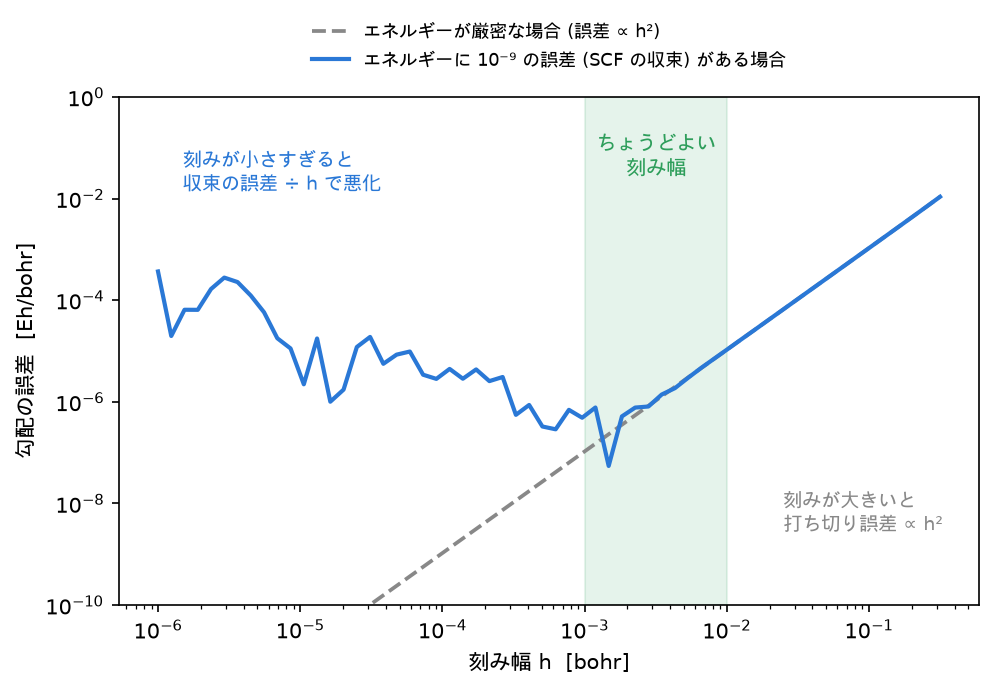 エネルギーが厳密な場合 (誤差 ∝ h²)
エネルギーに 10⁻⁹ の誤差 (SCF の収束) がある場合
ちょうどよい
刻み幅
刻みが小さすぎると
収束の誤差 ÷ h で悪化
刻みが大きいと
打ち切り誤差 ∝ h²
勾配の誤差 [Eh/bohr]
10⁰
10⁻²
10⁻⁴
10⁻⁶
10⁻⁸
10⁻¹⁰
10⁻⁶
10⁻⁵
10⁻⁴
10⁻³
10⁻²
10⁻¹
刻み幅 h [bohr]